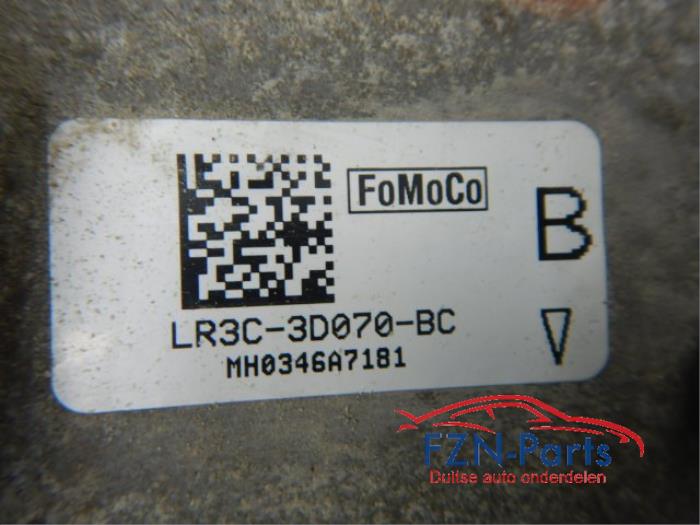 FoMoCo
B
LR3C-3D070-BC
MH0346A7181
FZN-Parts
Duitse auto onderdelen